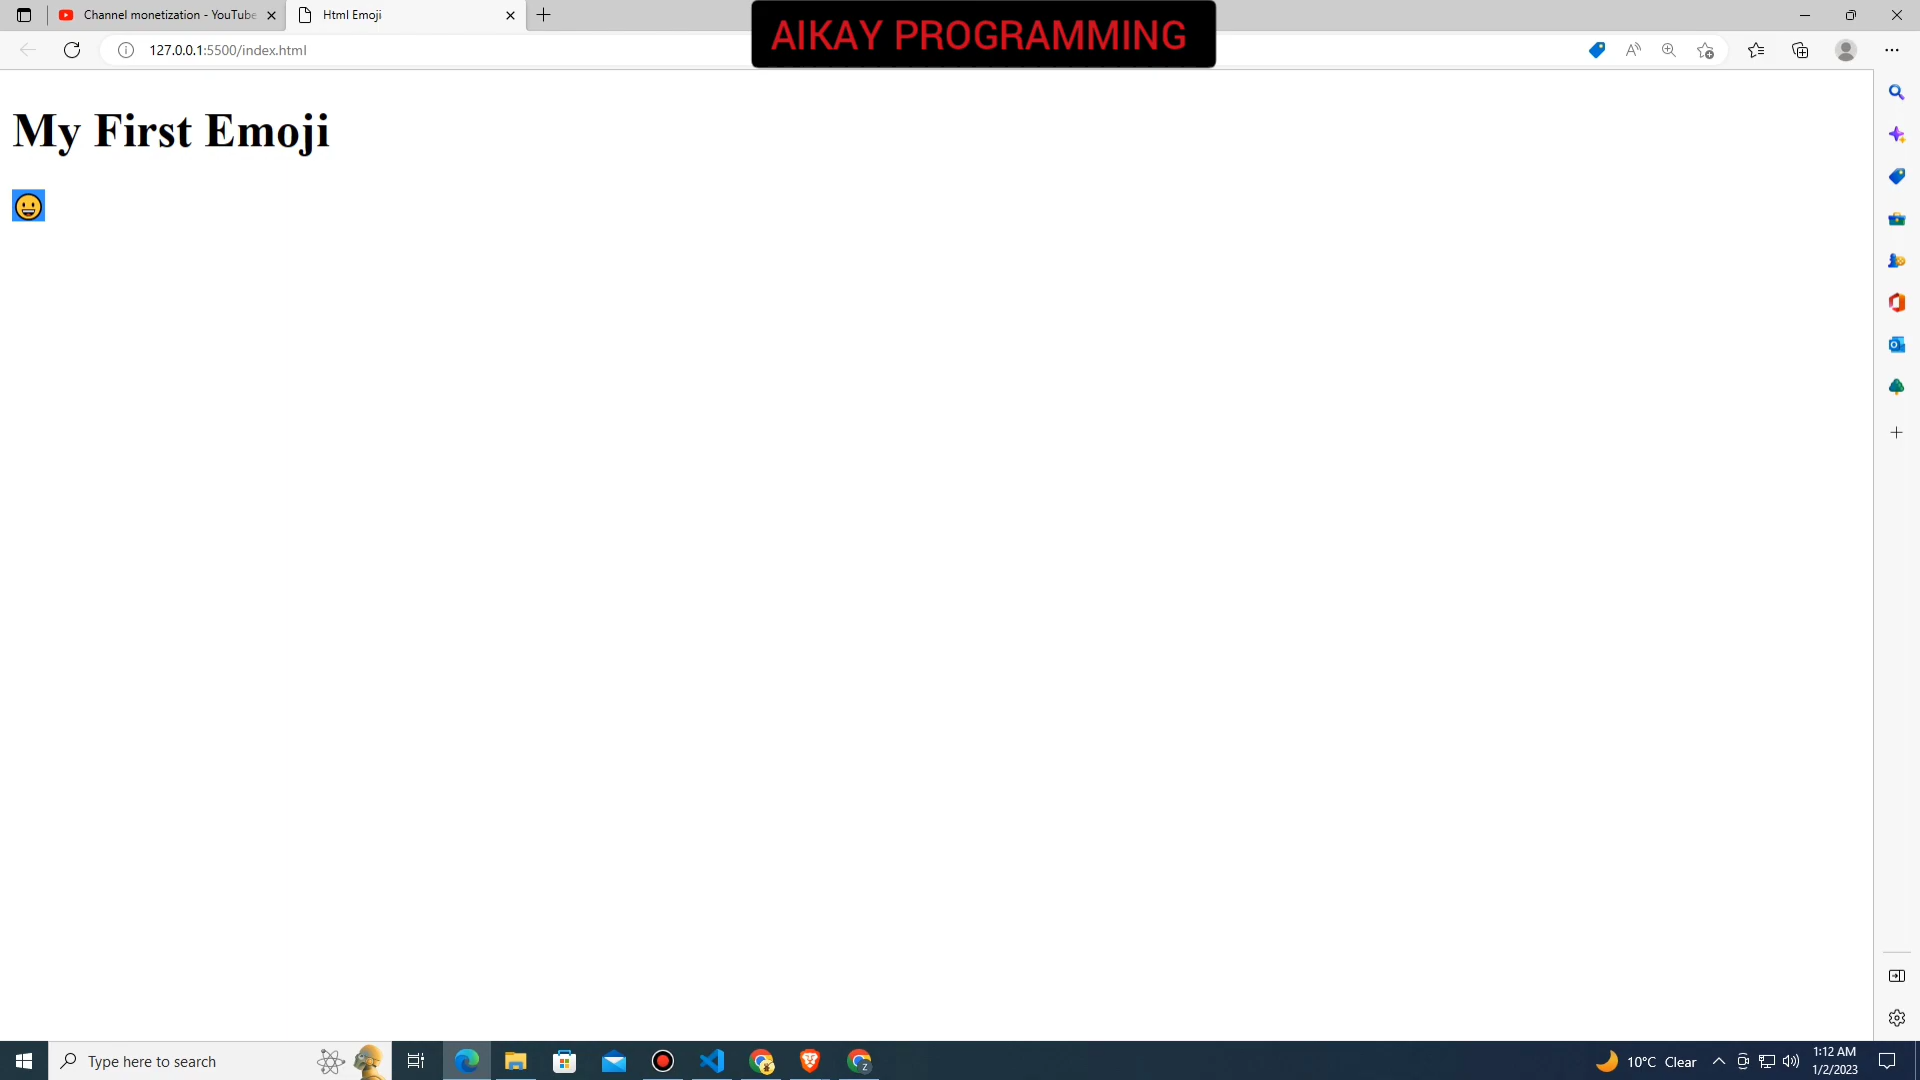 Channel monetization - YouTube
Html Emoji
AIKAY PROGRAMMING
127.0.0.1:5500/index.html
My First Emoji
😀
Type here to search
10°C Clear
1:12 AM
1/2/2023